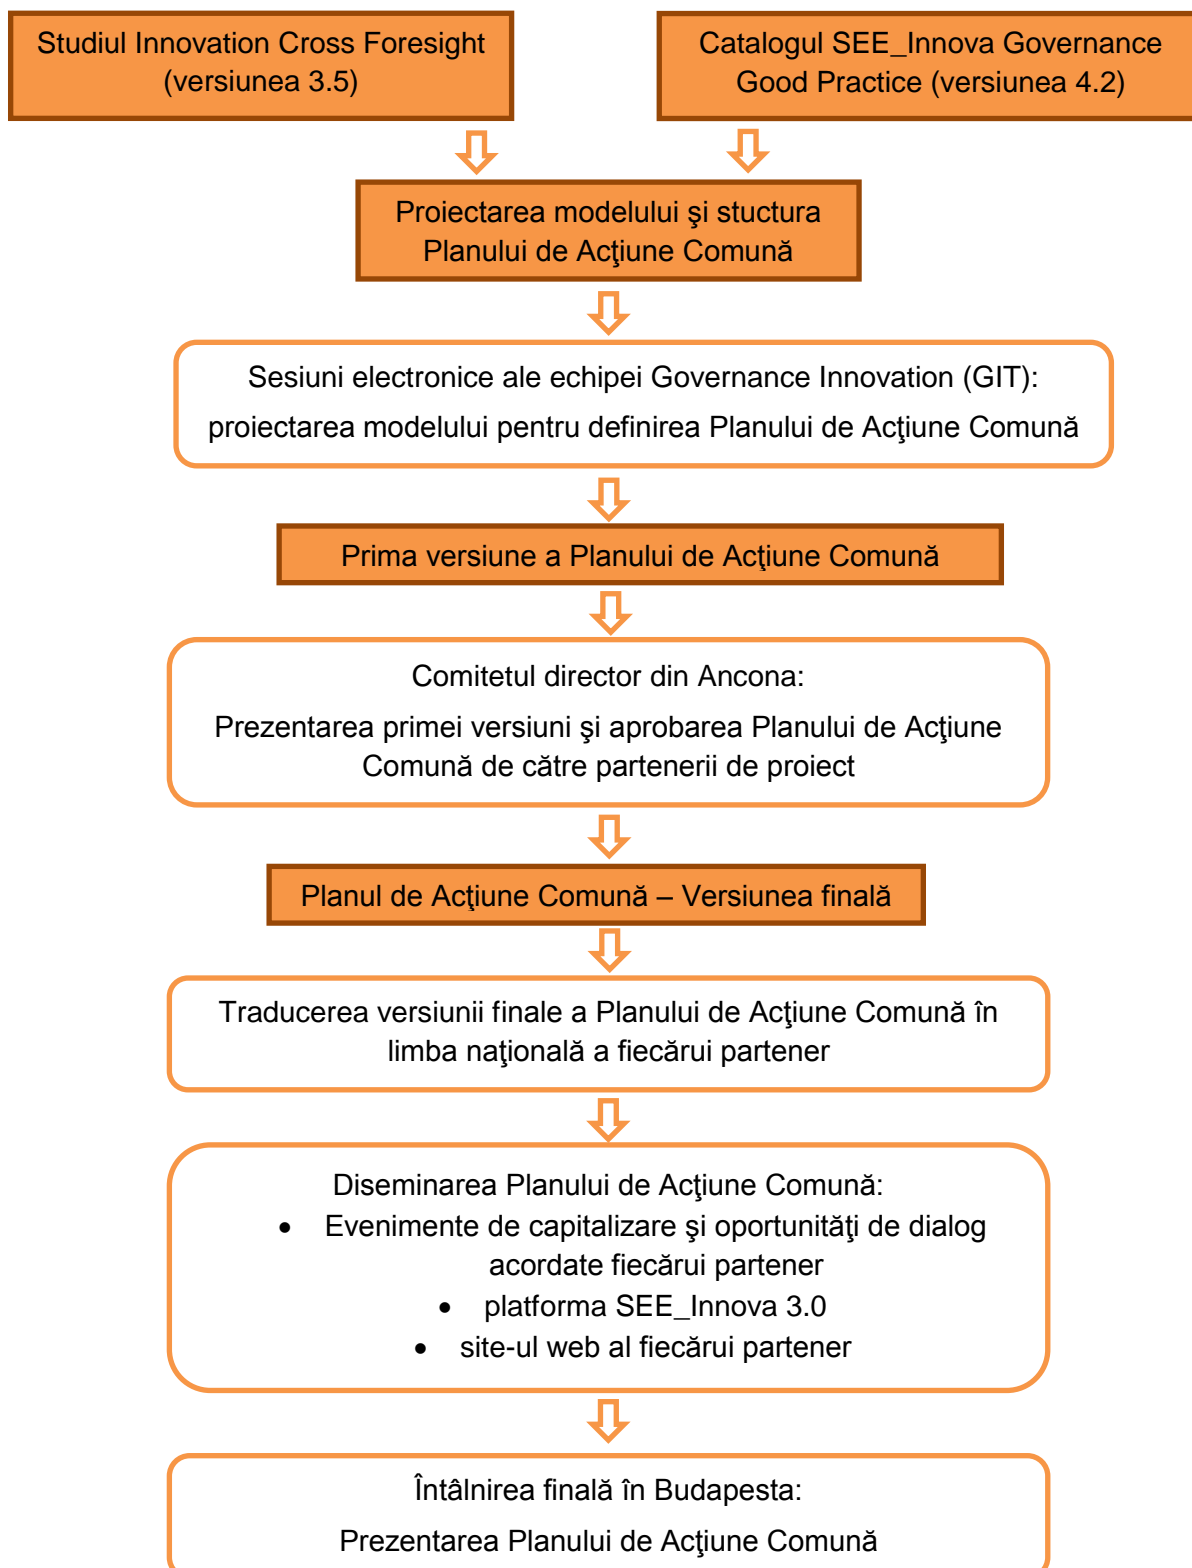 Studiul Innovation Cross Foresight
(versiunea 3.5)
Catalogul SEE_Innova Governance
Good Practice (versiunea 4.2)
Proiectarea modelului şi stuctura
Planului de Acţiune Comună
Sesiuni electronice ale echipei Governance Innovation (GIT):
proiectarea modelului pentru definirea Planului de Acţiune Comună
Prima versiune a Planului de Acţiune Comună
Comitetul director din Ancona:
Prezentarea primei versiuni şi aprobarea Planului de Acţiune
Comună de către partenerii de proiect
Planul de Acţiune Comună – Versiunea finală
Traducerea versiunii finale a Planului de Acţiune Comună în
limba naţională a fiecărui partener
Diseminarea Planului de Acţiune Comună:
• Evenimente de capitalizare şi oportunităţi de dialog
acordate fiecărui partener
• platforma SEE_Innova 3.0
• site-ul web al fiecărui partener
Întâlnirea finală în Budapesta:
Prezentarea Planului de Acţiune Comună